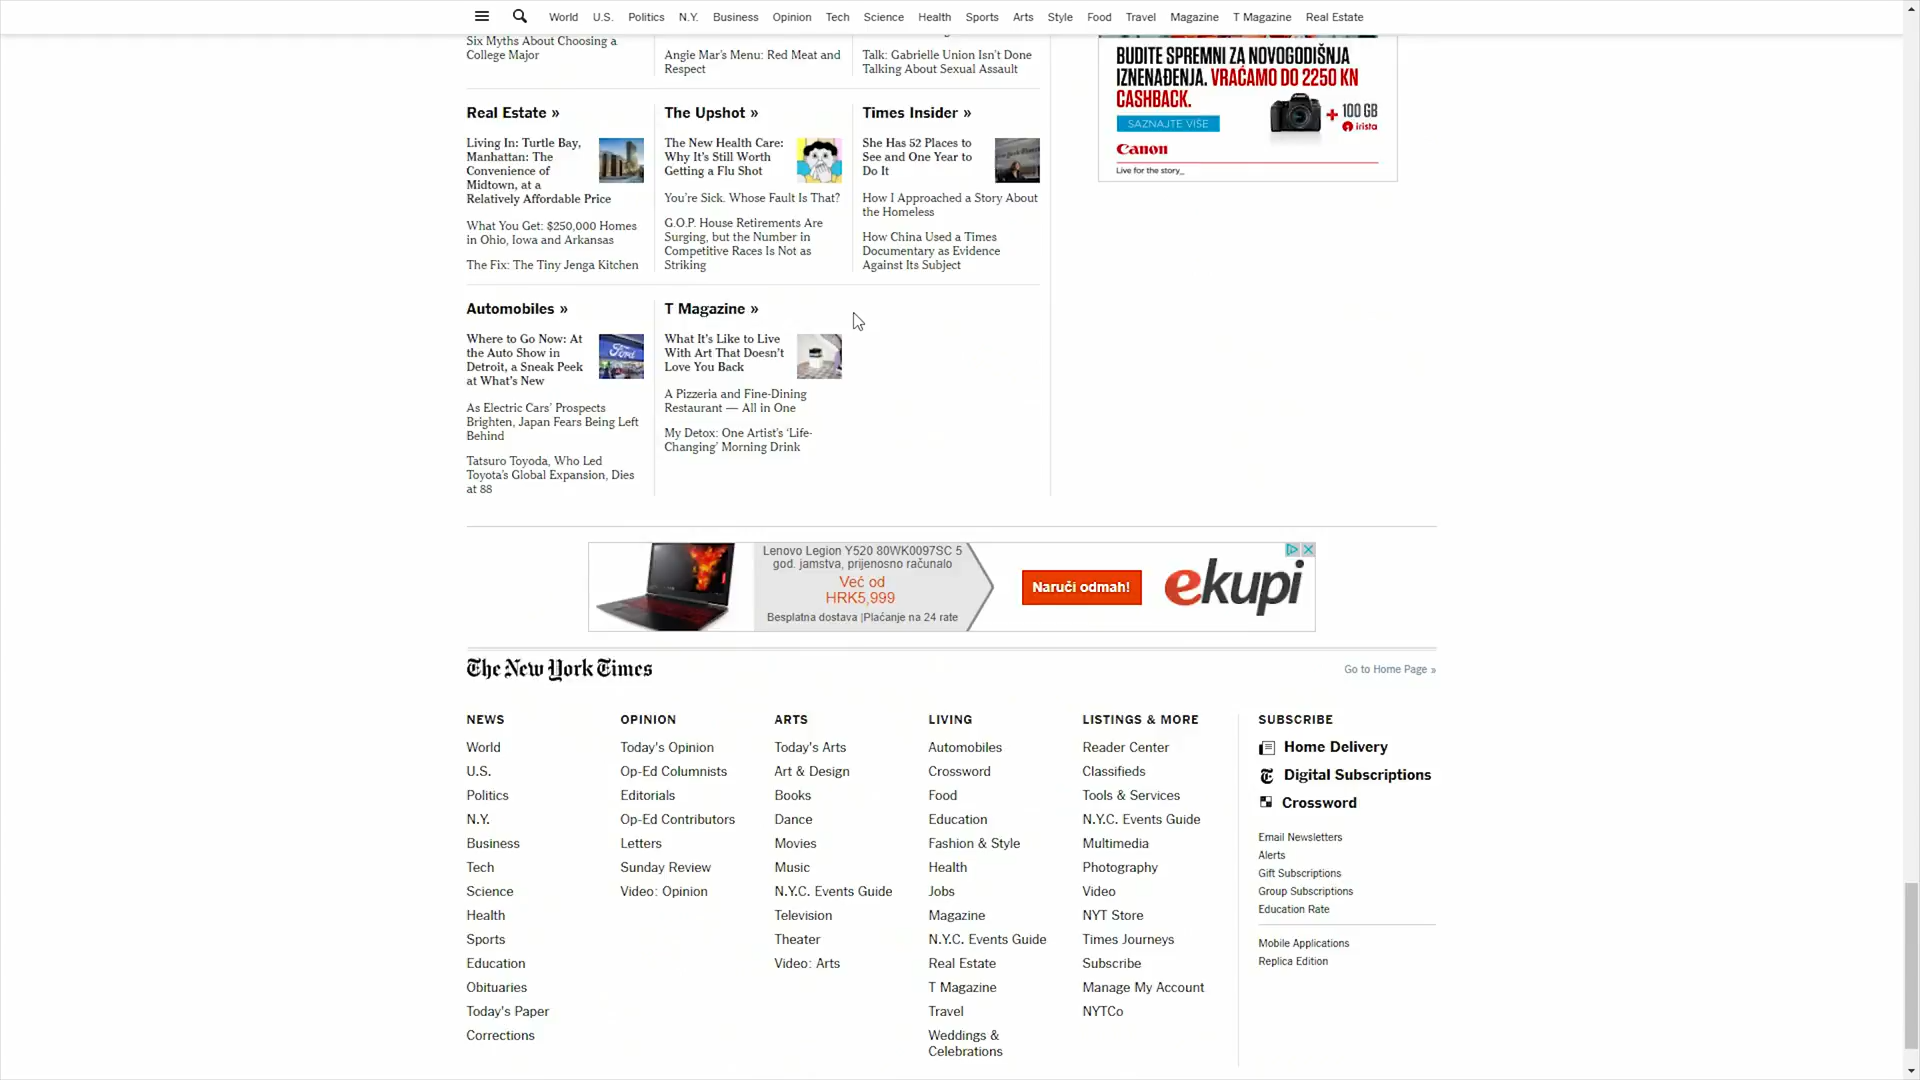 World U.S. Politics N.Y. Business Opinion Tech Science Health Sports Arts Style Food Travel Magazine T Magazine Real Estate
Six Myths About Choosing a
College Major
Angie Mar's Menu: Red Meat and
Respect
Talk: Gabrielle Union Isn't Done
Talking About Sexual Assault
BUDITE SPREMNI ZA NOVOGODIŠNJA
IZNENAĐENJA. VRAĆAMO DO 2250 KN
CASHBACK.
SAZNAJTE VIŠE
+ 100 GB
irista
Canon
Live for the story_
Real Estate »
Living In: Turtle Bay,
Manhattan: The
Convenience of
Midtown, at a
Relatively Affordable Price
What You Get: $250,000 Homes
in Ohio, Iowa and Arkansas
The Fix: The Tiny Jenga Kitchen
The Upshot »
The New Health Care:
Why It's Still Worth
Getting a Flu Shot
You're Sick. Whose Fault Is That?
G.O.P. House Retirements Are
Surging, but the Number in
Competitive Races Is Not as
Striking
Times Insider »
She Has 52 Places to
See and One Year to
Do It
How I Approached a Story About
the Homeless
How China Used a Times
Documentary as Evidence
Against Its Subject
Automobiles »
Where to Go Now: At
the Auto Show in
Detroit, a Sneak Peek
at What's New
Ford
As Electric Cars' Prospects
Brighten, Japan Fears Being Left
Behind
Tatsuro Toyoda, Who Led
Toyota's Global Expansion, Dies
at 88
T Magazine »
What It's Like to Live
With Art That Doesn't
Love You Back
A Pizzeria and Fine-Dining
Restaurant — All in One
My Detox: One Artist's 'Life-
Changing' Morning Drink
Lenovo Legion Y520 80WK0097SC 5
god. jamstva, prijenosno računalo
Već od
HRK5,999
Besplatna dostava |Plaćanje na 24 rate
Naruči odmah!
ekupi
The New York Times
Go to Home Page »
NEWS
World
U.S.
Politics
N.Y.
Business
Tech
Science
Health
Sports
Education
Obituaries
Today's Paper
Corrections
OPINION
Today's Opinion
Op-Ed Columnists
Editorials
Op-Ed Contributors
Letters
Sunday Review
Video: Opinion
ARTS
Today's Arts
Art & Design
Books
Dance
Movies
Music
N.Y.C. Events Guide
Television
Theater
Video: Arts
LIVING
Automobiles
Crossword
Food
Education
Fashion & Style
Health
Jobs
Magazine
N.Y.C. Events Guide
Real Estate
T Magazine
Travel
Weddings &
Celebrations
LISTINGS & MORE
Reader Center
Classifieds
Tools & Services
N.Y.C. Events Guide
Multimedia
Photography
Video
NYT Store
Times Journeys
Subscribe
Manage My Account
NYTCo
SUBSCRIBE
Home Delivery
Digital Subscriptions
Crossword
Email Newsletters
Alerts
Gift Subscriptions
Group Subscriptions
Education Rate
Mobile Applications
Replica Edition